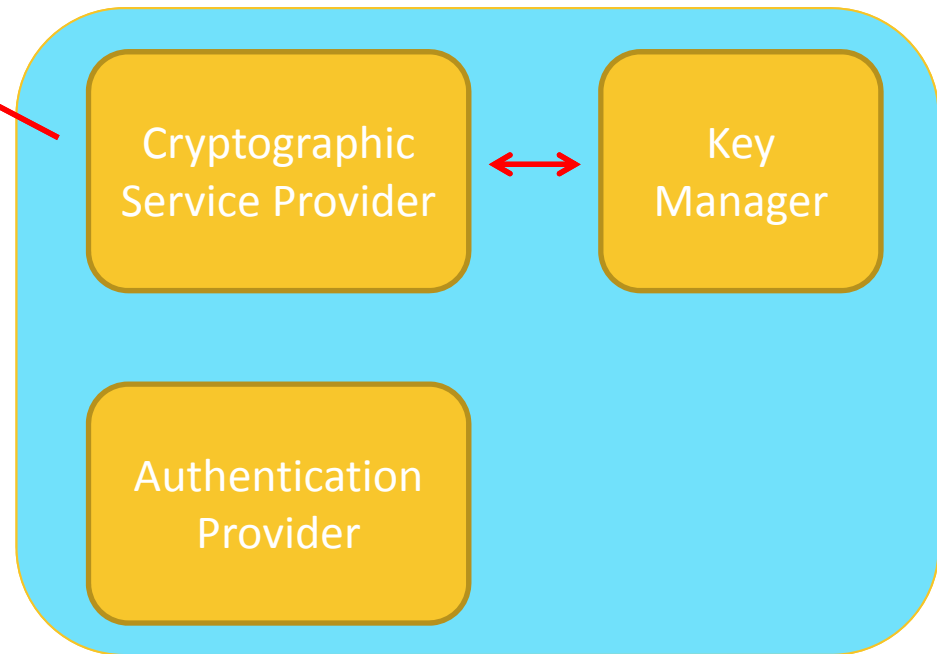 Cryptographic
Service Provider
Key
Manager
Authentication
Provider